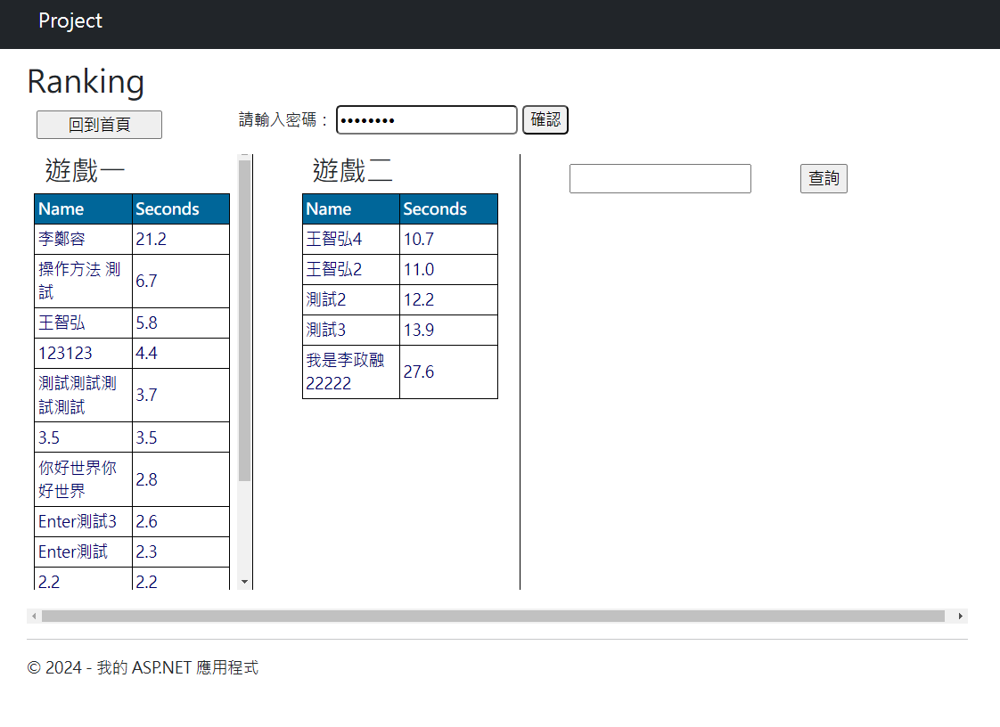 Project
Ranking
回到首頁
請輸入密碼： ••••••••
確認
遊戲一
Name Seconds
李鄭容 21.2
操作方法 測
試
6.7
王智弘 5.8
123123 4.4
測試測試測
試測試
3.7
3.5 3.5
你好世界你
好世界
2.8
Enter測試3 2.6
Enter測試 2.3
2.2 2.2
遊戲二
Name Seconds
王智弘4 10.7
王智弘2 11.0
測試2 12.2
測試3 13.9
我是李政融
22222
27.6
查詢
© 2024 - 我的 ASP.NET 應用程式